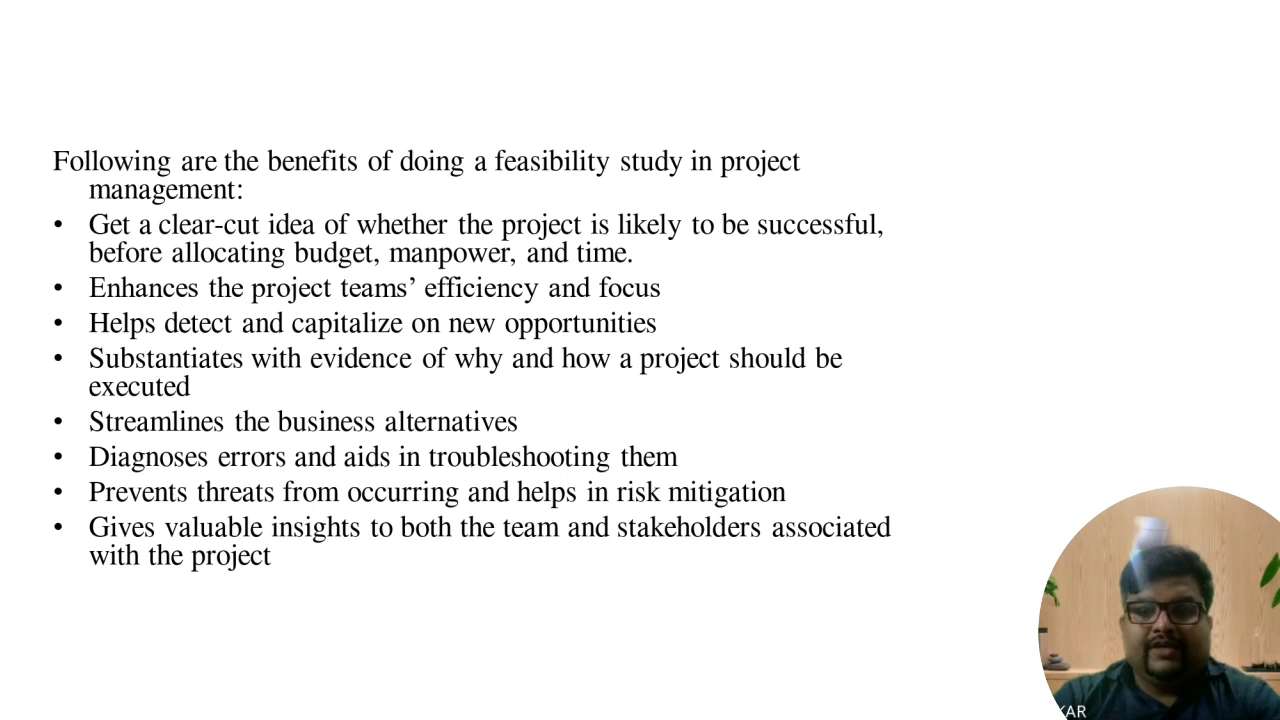 Following are the benefits of doing a feasibility study in project
management:
• Get a clear-cut idea of whether the project is likely to be successful,
before allocating budget, manpower, and time.
• Enhances the project teams’ efficiency and focus
• Helps detect and capitalize on new opportunities
• Substantiates with evidence of why and how a project should be
executed
• Streamlines the business alternatives
• Diagnoses errors and aids in troubleshooting them
• Prevents threats from occurring and helps in risk mitigation
• Gives valuable insights to both the team and stakeholders associated
with the project
KAR